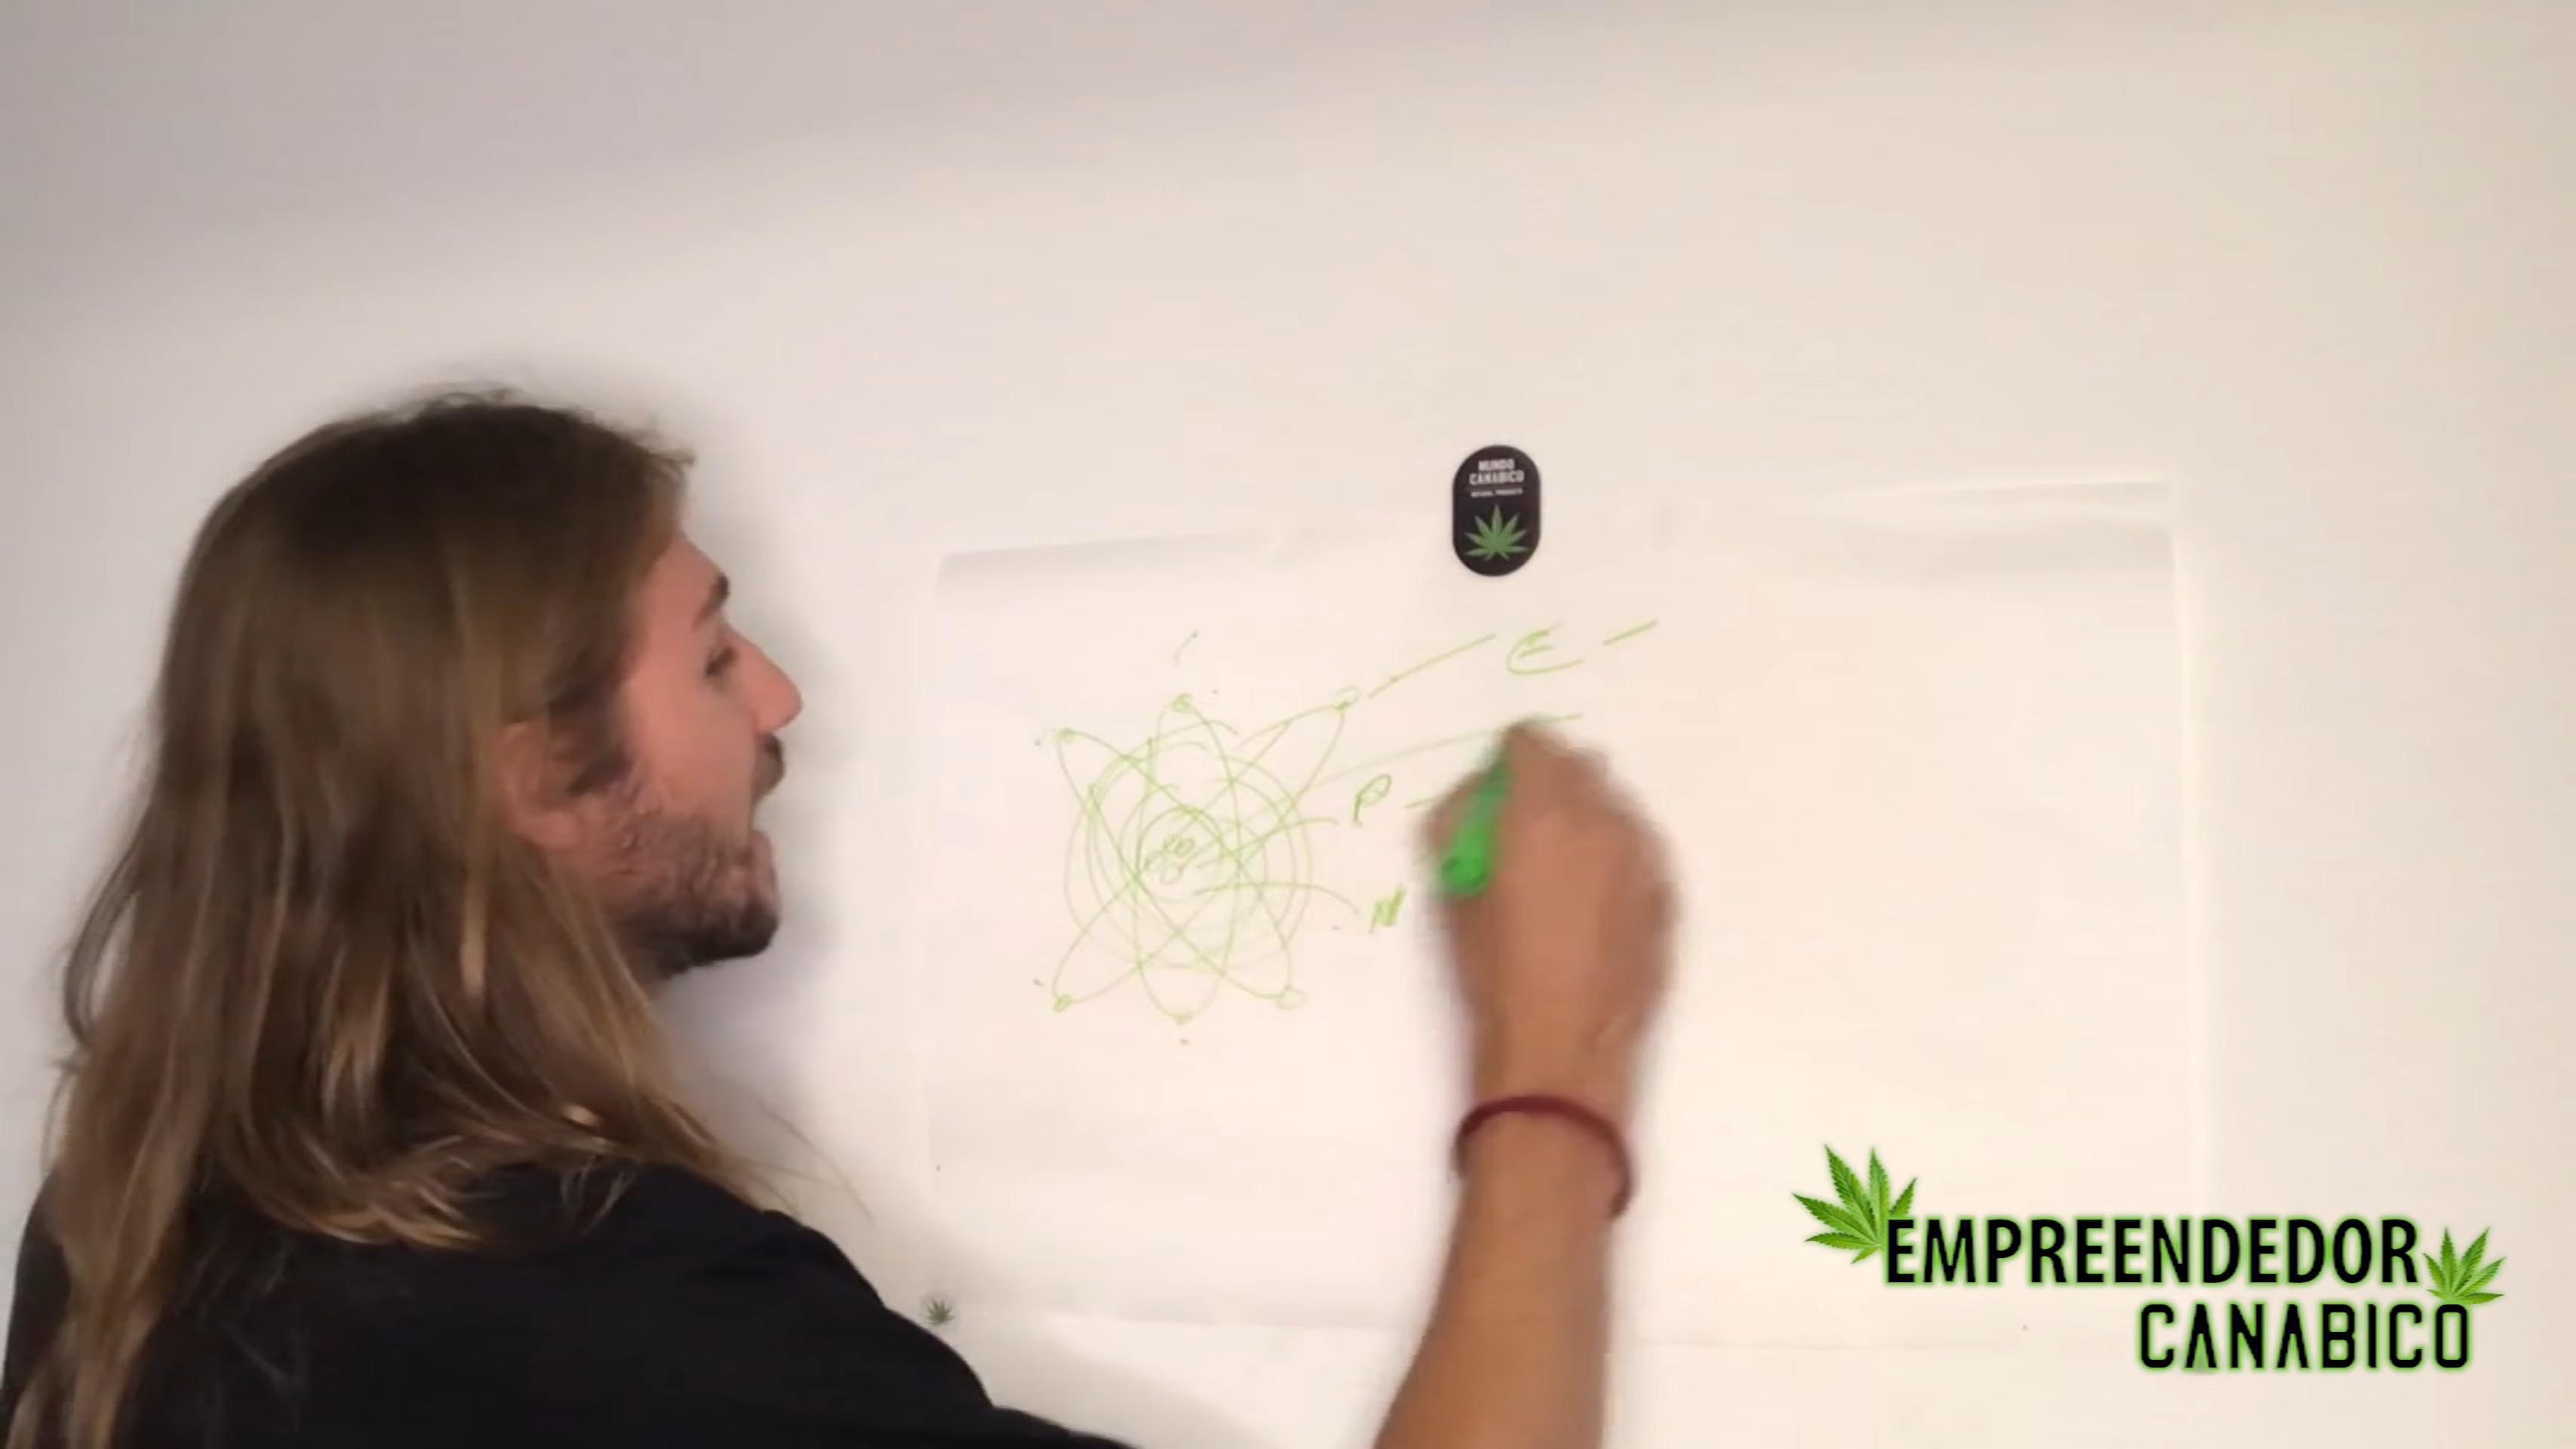 MUNDO
CANABICO
E -
P -
N
EMPREENDEDOR
CANABICO